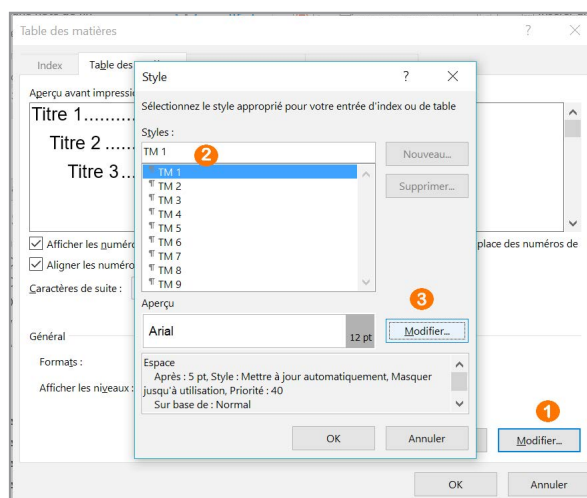 Table des matières
?
Index
Table des
Aperçu avant impressi
Titre 1..........
Titre 2 .....
Titre 3...
Afficher les numéro
place des numéros de
Aligner les numéro
Caractères de suite :
Général
Formats :
Afficher les niveaux :
1
Modifier...
OK
Annuler
Style
?
Sélectionnez le style approprié pour votre entrée d'index ou de table
Styles :
TM 1
2
Nouveau...
¶ TM 1
Supprimer...
¶ TM 2
¶ TM 3
¶ TM 4
¶ TM 5
¶ TM 6
¶ TM 7
¶ TM 8
¶ TM 9
Aperçu
3
Arial
12 pt
Modifier...
Espace
Après : 5 pt, Style : Mettre à jour automatiquement, Masquer
jusqu'à utilisation, Priorité : 40
Sur base de : Normal
OK
Annuler